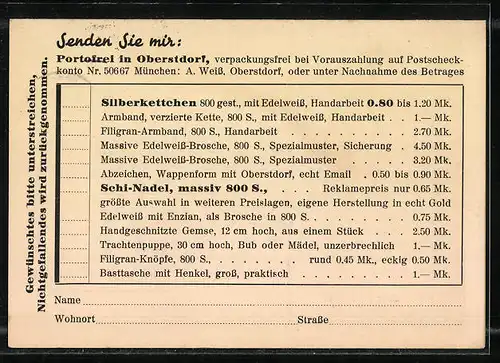 Senden Sie mir:
Portofrei in Oberstdorf, verpackungsfrei bei Vorauszahlung auf Postscheck-
konto Nr. 50667 München: A. Weiß, Oberstdorf, oder unter Nachnahme des Betrages
Gewünschtes bitte unterstreichen,
Nichtgefallendes wird zurückgenommen.
Silberkettchen 800 gest., mit Edelweiß, Handarbeit 0.80 bis 1.20 Mk.
Armband, verzierte Kette, 800 S., mit Edelweiß, Handarbeit . . 1.— Mk.
Filigran-Armband, 800 S., Handarbeit . . . . . . . 2.70 Mk.
Massive Edelweiß-Brosche, 800 S., Spezialmuster, Sicherung . 4.50 Mk.
Massive Edelweiß-Brosche, 800 S., Spezialmuster . . . . 3.20 Mk.
Abzeichen, Wappenform mit Oberstdorf, echt Email . 0.50 bis 0.90 Mk.
Schi-Nadel, massiv 800 S., . . . . Reklamepreis nur 0.65 Mk.
größte Auswahl in weiteren Preislagen, eigene Herstellung in echt Gold
Edelweiß mit Enzian, als Brosche in 800 S. . . . . . 0.75 Mk.
Handgeschnitzte Gemse, 12 cm hoch, aus einem Stück . . . 2.50 Mk.
Trachtenpuppe, 30 cm hoch, Bub oder Mädel, unzerbrechlich . 1.— Mk.
Filigran-Knöpfe, 800 S., . . . . . rund 0.45 Mk., eckig 0.50 Mk.
Basttasche mit Henkel, groß, praktisch . . . . . . . 1.— Mk.
Name
Wohnort Straße